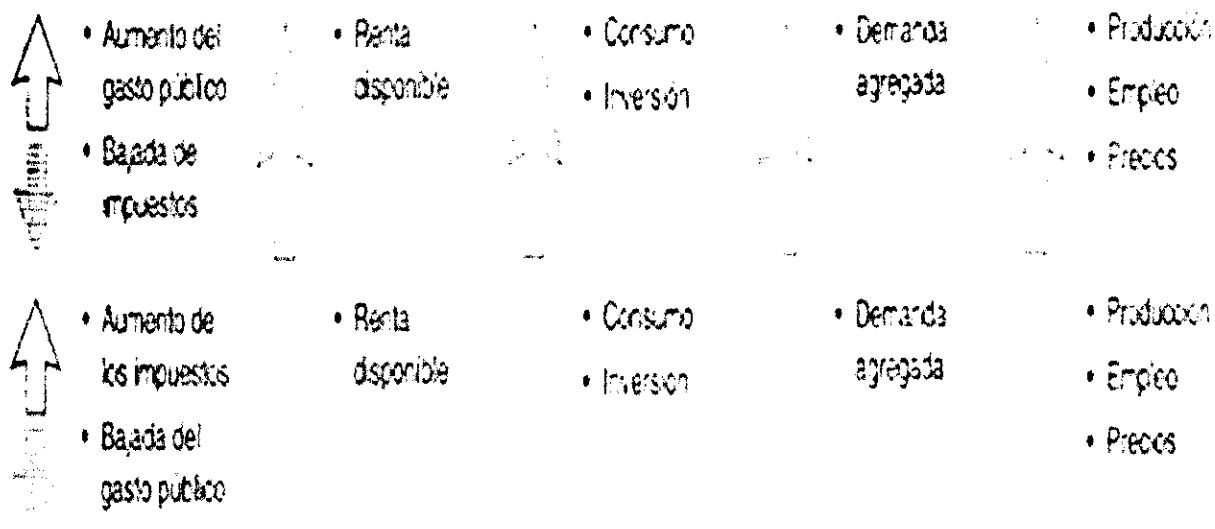 • Aumento del
gasto público
• Bajada de
impuestos
• Renta
disponible
• Consumo
• Inversión
• Demanda
agregada
• Producción
• Empleo
• Precios
• Aumento de
los impuestos
• Bajada del
gasto público
• Renta
disponible
• Consumo
• Inversión
• Demanda
agregada
• Producción
• Empleo
• Precios